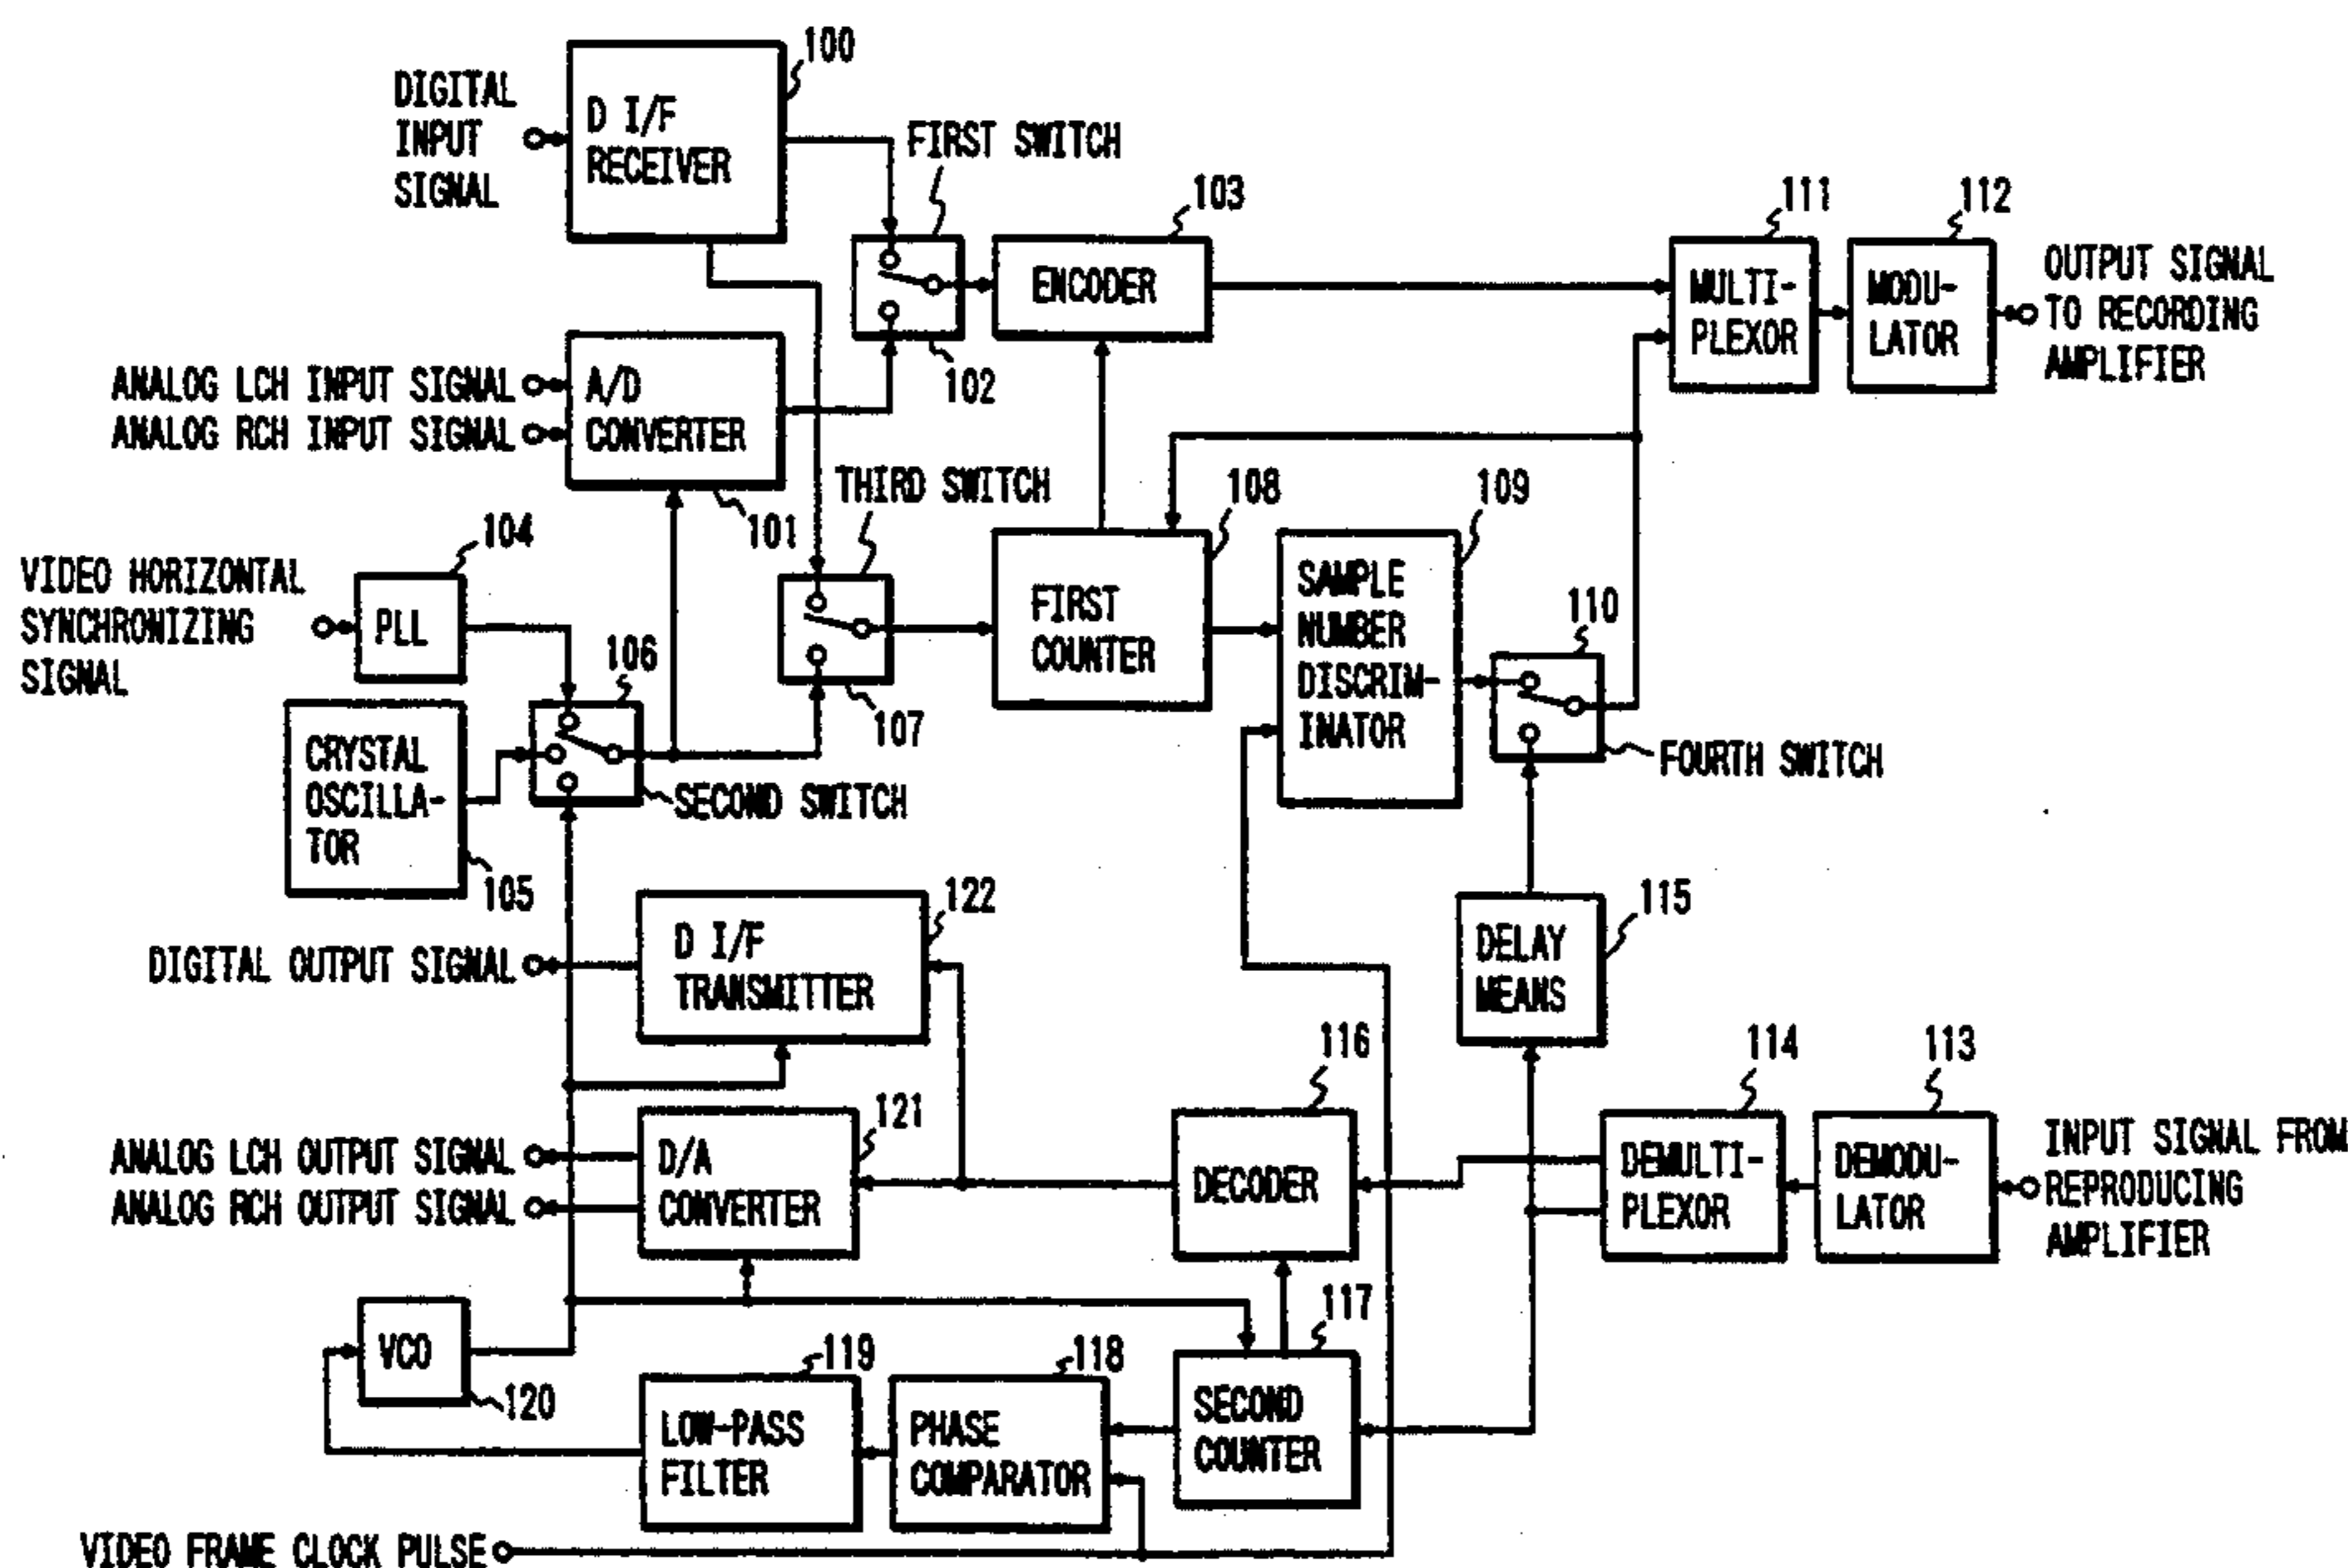 100
DIGITAL
INPUT
SIGNAL
D I/F
RECEIVER
FIRST SWITCH
103
111
112
ENCODER
MULTI-
PLEXOR
MODU-
LATOR
OUTPUT SIGNAL
TO RECORDING
AMPLIFIER
102
ANALOG LCH INPUT SIGNAL
ANALOG RCH INPUT SIGNAL
A/D
CONVERTER
101
THIRD SWITCH
108
109
104
VIDEO HORIZONTAL
SYNCHRONIZING
SIGNAL
PLL
107
FIRST
COUNTER
SAMPLE
NUMBER
DISCRIM-
INATOR
110
FOURTH SWITCH
106
CRYSTAL
OSCILLA-
TOR
105
SECOND SWITCH
122
DIGITAL OUTPUT SIGNAL
D I/F
TRANSMITTER
115
DELAY
MEANS
116
114
113
121
ANALOG LCH OUTPUT SIGNAL
ANALOG RCH OUTPUT SIGNAL
D/A
CONVERTER
DECODER
DEMULTI-
PLEXOR
DEMODU-
LATOR
INPUT SIGNAL FROM
REPRODUCING
AMPLIFIER
117
VCO
120
119
118
LOW-PASS
FILTER
PHASE
COMPARATOR
SECOND
COUNTER
VIDEO FRAME CLOCK PULSE